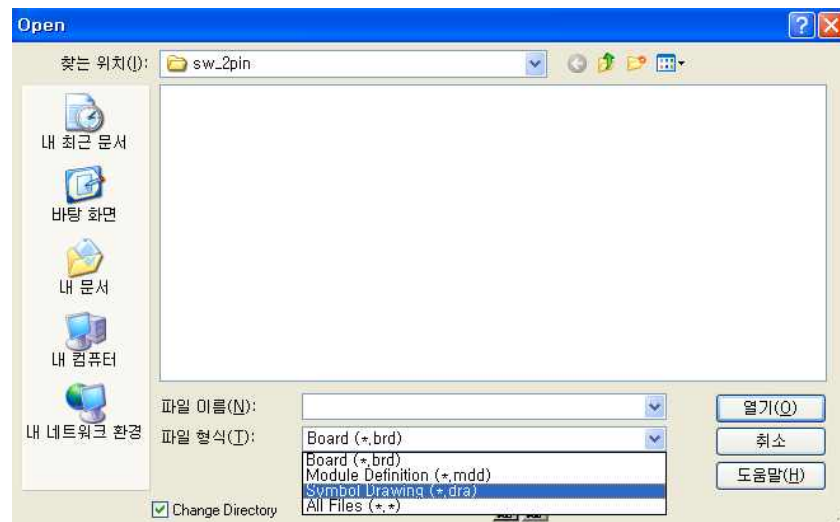 Open
찾는 위치(I):
sw_2pin
내 최근 문서
바탕 화면
내 문서
내 컴퓨터
내 네트워크 환경
파일 이름(N):
열기(O)
파일 형식(T):
Board (*,brd)
취소
Board (*,brd)
Module Definition (*,mdd)
Symbol Drawing (*,dra)
All Files (*,*)
도움말(H)
Change Directory